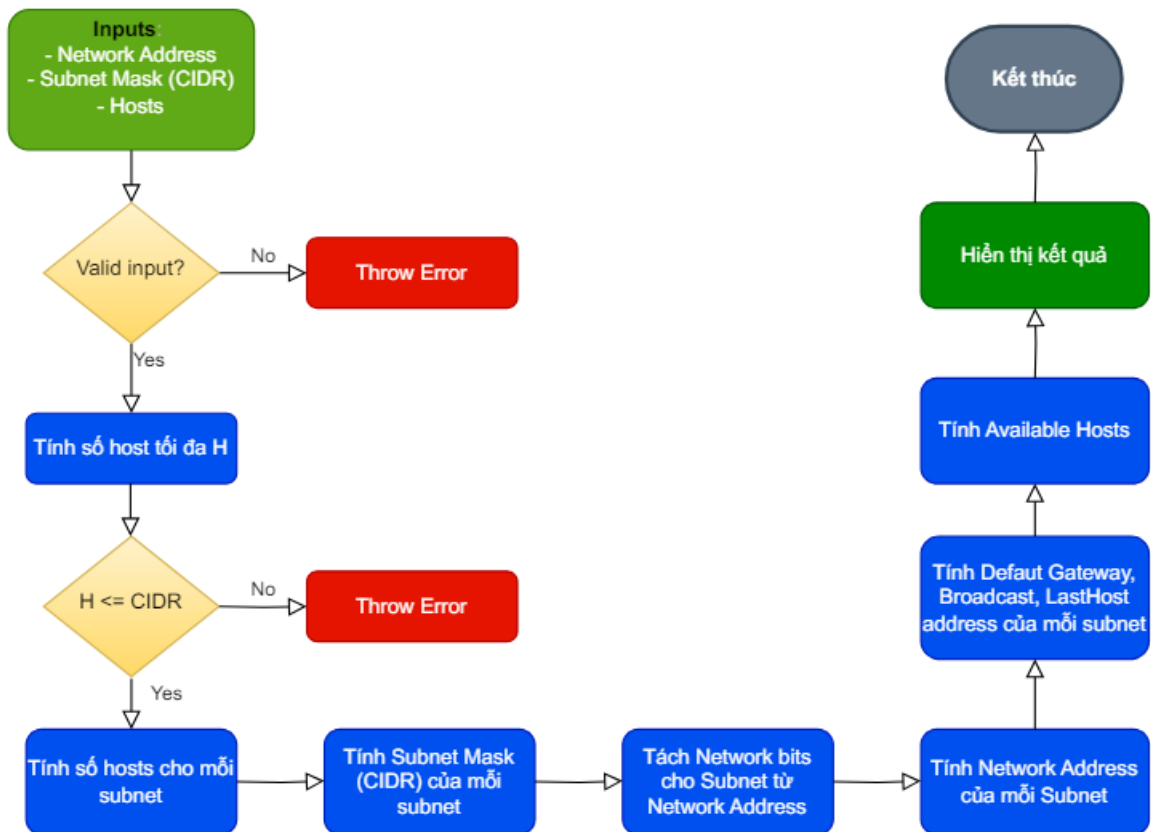 Inputs:
- Network Address
- Subnet Mask (CIDR)
- Hosts
Valid input?
No
Throw Error
Yes
Tính số host tối đa H
H <= CIDR
No
Throw Error
Yes
Tính số hosts cho mỗi
subnet
Tính Subnet Mask
(CIDR) của mỗi
subnet
Tách Network bits
cho Subnet từ
Network Address
Tính Network Address
của mỗi Subnet
Tính Defaut Gateway,
Broadcast, LastHost
address của mỗi subnet
Tính Available Hosts
Hiển thị kết quả
Kết thúc